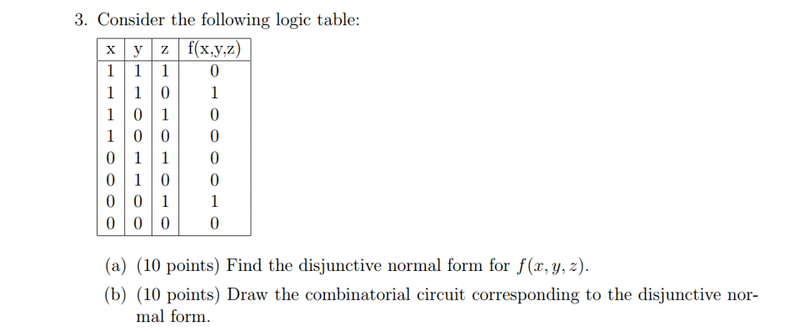 3. Consider the following logic table:
x y z f(x,y,z)
1 1 1 0
1 1 0 1
1 0 1 0
1 0 0 0
0 1 1 0
0 1 0 0
0 0 1 1
0 0 0 0
(a) (10 points) Find the disjunctive normal form for f(x, y, z).
(b) (10 points) Draw the combinatorial circuit corresponding to the disjunctive nor-
mal form.